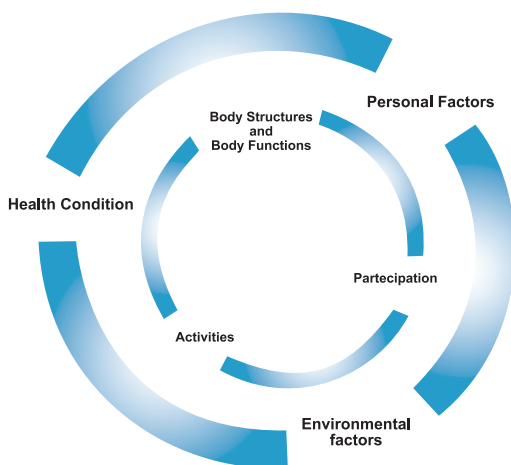 Personal Factors
Body Structures
and
Body Functions
Health Condition
Partecipation
Activities
Environmental
factors